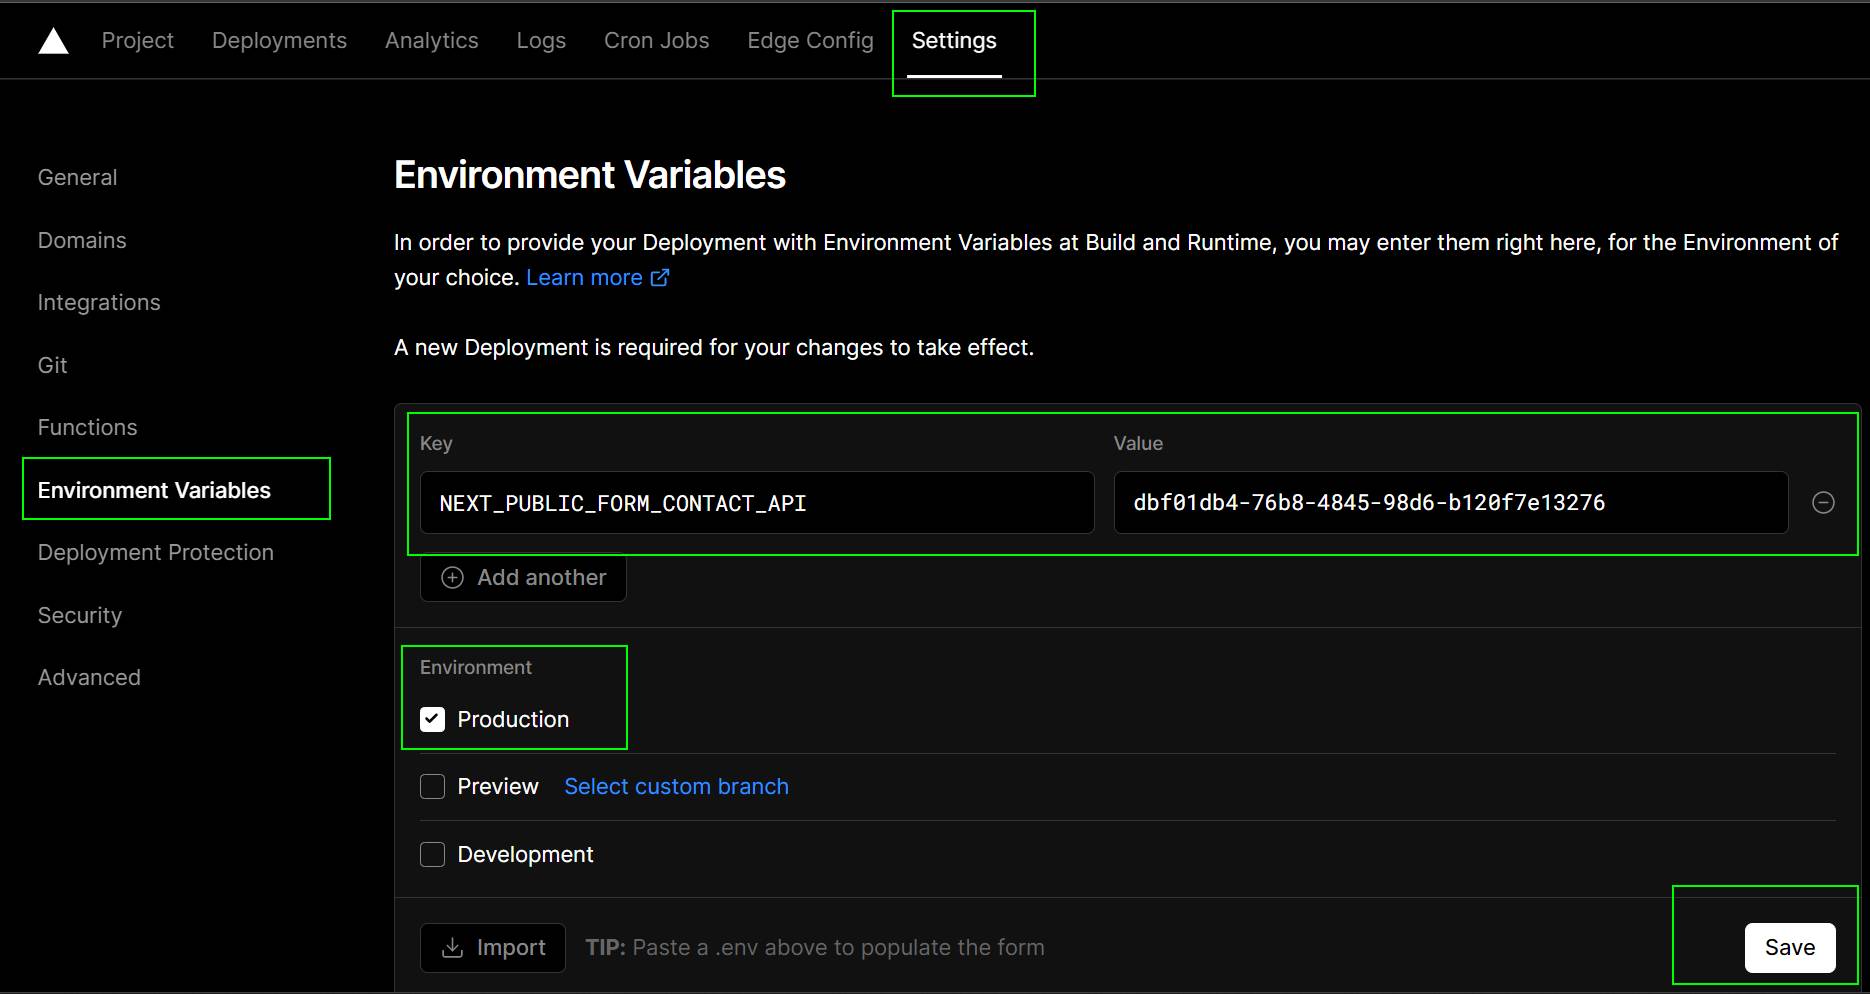 Project Deployments Analytics Logs Cron Jobs Edge Config Settings
General
Domains
Integrations
Git
Functions
Environment Variables
Deployment Protection
Security
Advanced
Environment Variables
In order to provide your Deployment with Environment Variables at Build and Runtime, you may enter them right here, for the Environment of
your choice. Learn more
A new Deployment is required for your changes to take effect.
Key Value
NEXT_PUBLIC_FORM_CONTACT_API dbf01db4-76b8-4845-98d6-b120f7e13276
Add another
Environment
Production
Preview Select custom branch
Development
Import TIP: Paste a .env above to populate the form Save